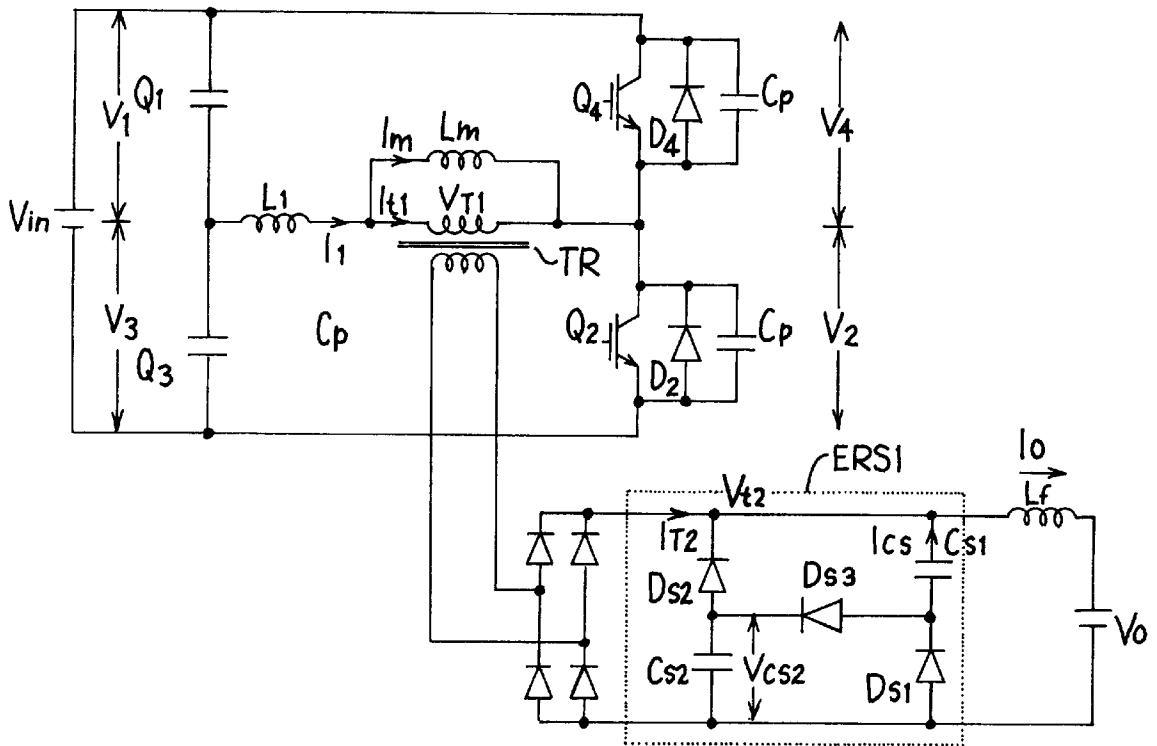 Q1
V1
Vin
V3
Q3
L1
I1
Im
Lm
It1
VT1
TR
Cp
Q4
D4
Cp
V4
Q2
D2
Cp
V2
ERS1
Vt2
IT2
Ds2
Cs2
Vcs2
Ds3
Ics
Cs1
Ds1
Io
Lf
Vo